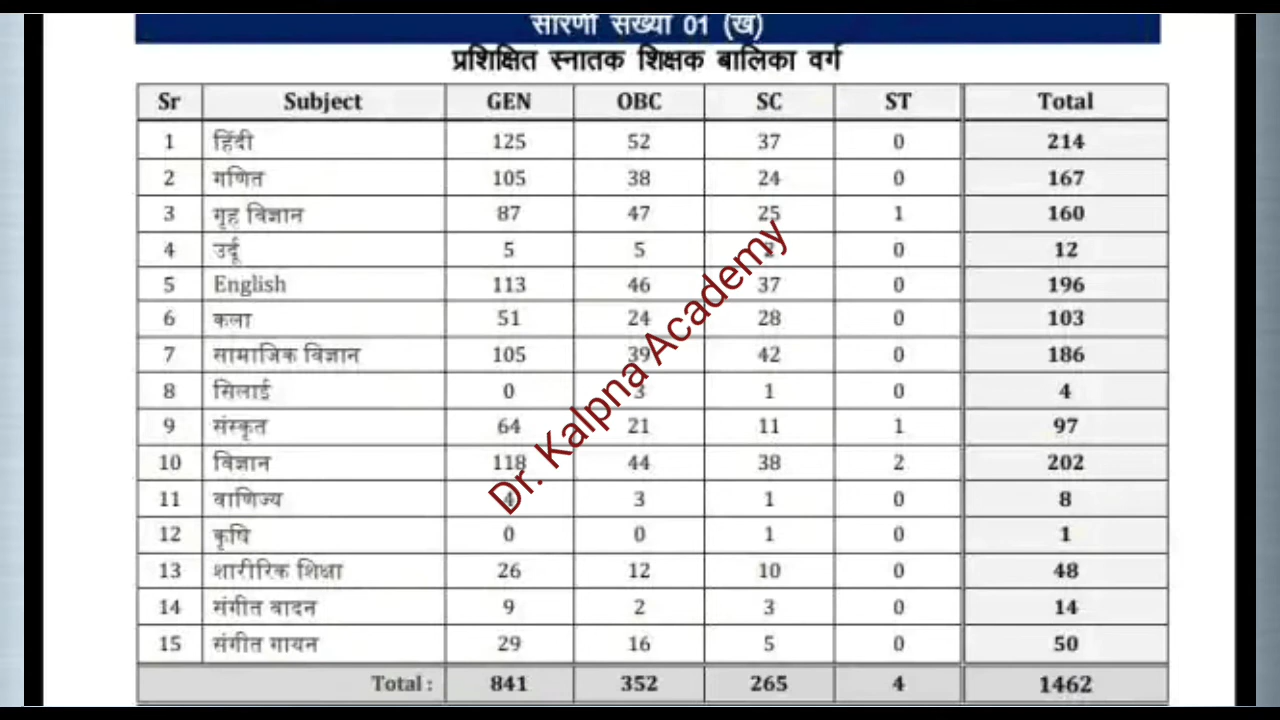 सारणी संख्या 01 (ख)
प्रशिक्षित स्नातक शिक्षक बालिका वर्ग
Sr Subject GEN OBC SC ST Total
1 हिंदी 125 52 37 0 214
2 गणित 105 38 24 0 167
3 गृह विज्ञान 87 47 25 1 160
4 उर्दू 5 5 2 0 12
5 English 113 46 37 0 196
6 कला 51 24 28 0 103
7 सामाजिक विज्ञान 105 39 42 0 186
8 सिलाई 0 3 1 0 4
9 संस्कृत 64 21 11 1 97
10 विज्ञान 118 44 38 2 202
11 वाणिज्य 4 3 1 0 8
12 कृषि 0 0 1 0 1
13 शारीरिक शिक्षा 26 12 10 0 48
14 संगीत वादन 9 2 3 0 14
15 संगीत गायन 29 16 5 0 50
Total : 841 352 265 4 1462
Dr. Kalpna Academy